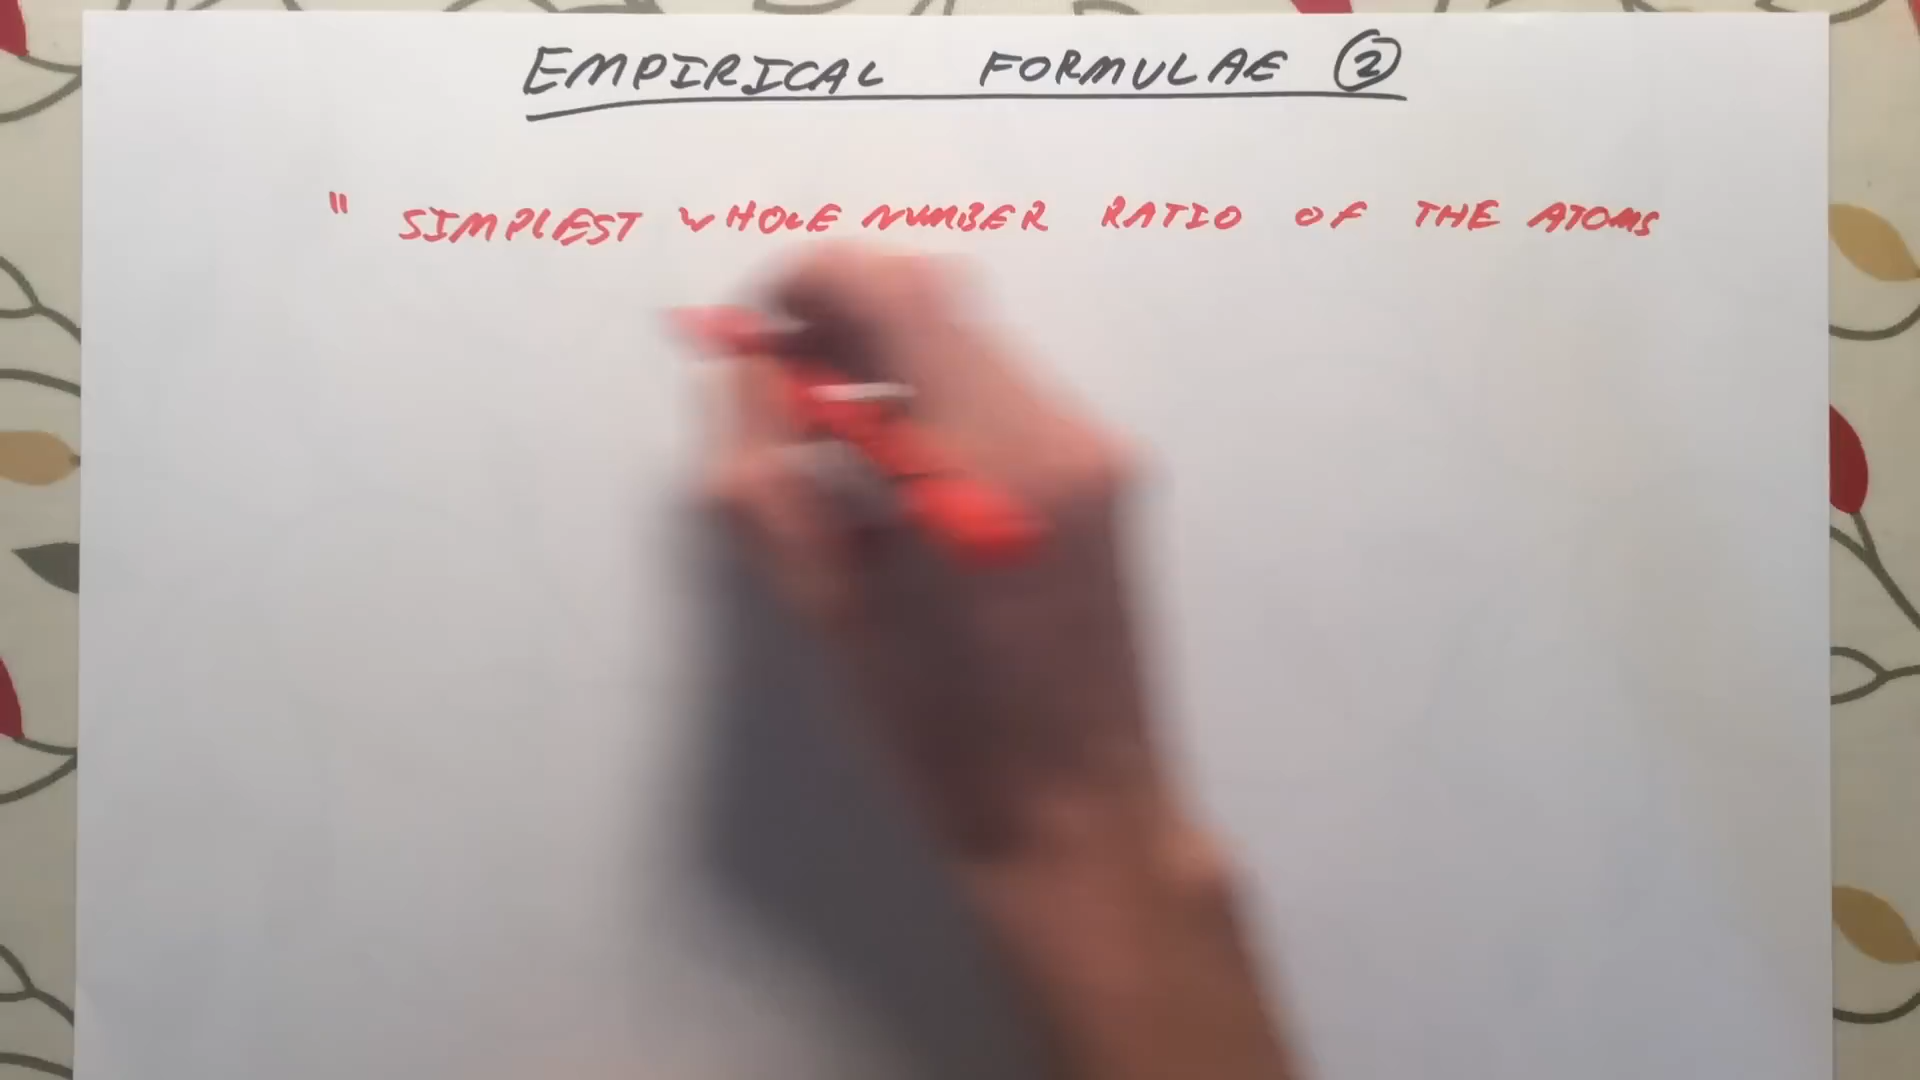 EMPIRICAL FORMULAE ②
" SIMPLEST WHOLE NUMBER RATIO OF THE ATOMS